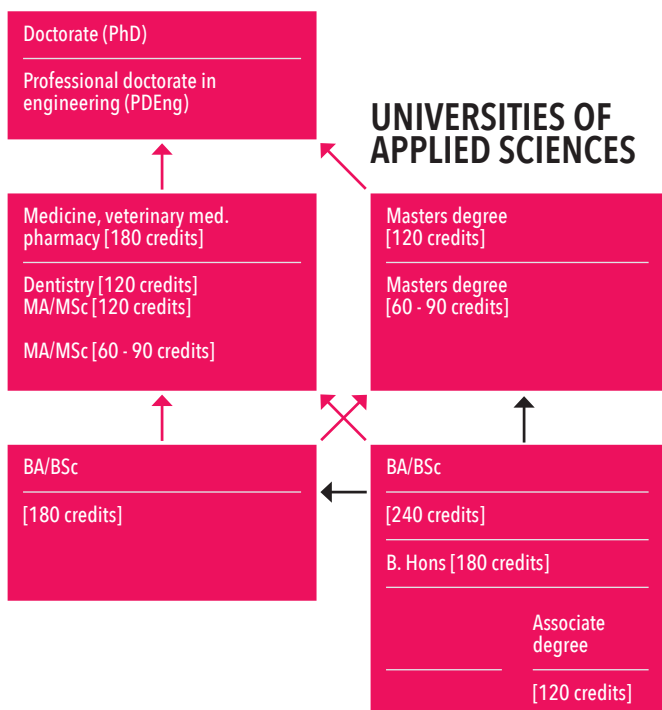 Doctorate (PhD)
Professional doctorate in
engineering (PDEng)
UNIVERSITIES OF
APPLIED SCIENCES
Medicine, veterinary med.
pharmacy [180 credits]
Dentistry [120 credits]
MA/MSc [120 credits]
MA/MSc [60 - 90 credits]
Masters degree
[120 credits]
Masters degree
[60 - 90 credits]
BA/BSc
[180 credits]
BA/BSc
[240 credits]
B. Hons [180 credits]
Associate
degree
[120 credits]